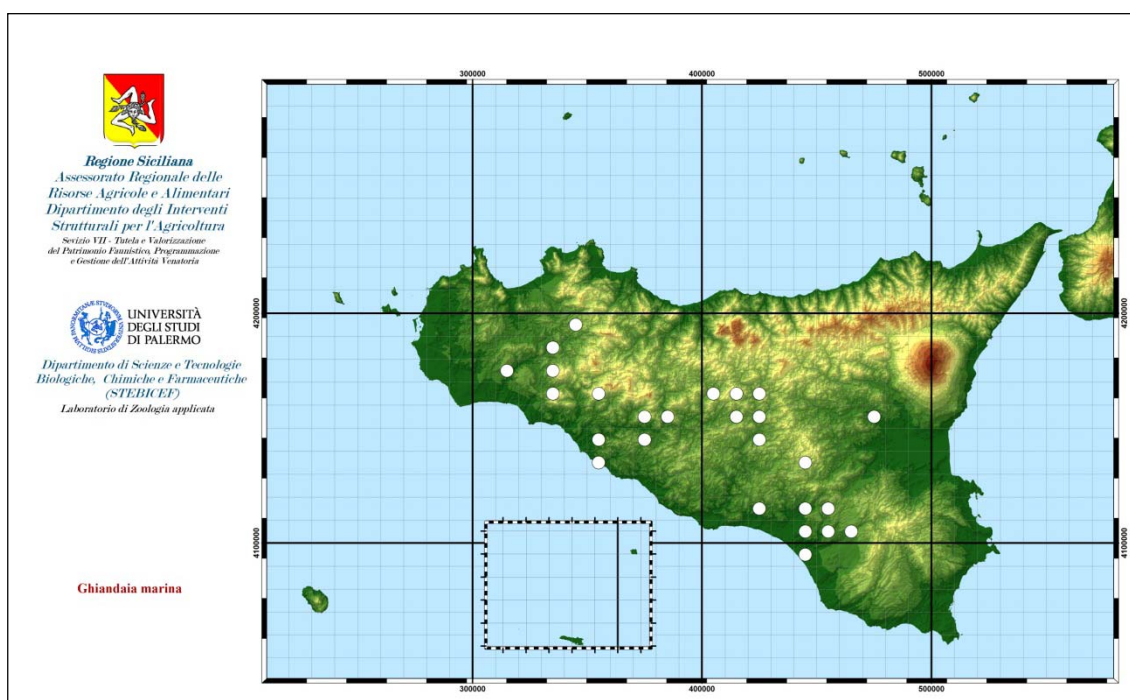 Regione Siciliana
Assessorato Regionale delle
Risorse Agricole e Alimentari
Dipartimento degli Interventi
Strutturali per l'Agricoltura
Sevizio VII - Tutela e Valorizzazione
del Patrimonio Faunistico, Programmazione
e Gestione dell'Attività Venatoria
UNIVERSITÀ
DEGLI STUDI
DI PALERMO
Dipartimento di Scienze e Tecnologie
Biologiche, Chimiche e Farmaceutiche
(STEBICEF)
Laboratorio di Zoologia applicata
Ghiandaia marina
300000
400000
500000
4200000
4200000
4100000
4100000
300000
400000
500000